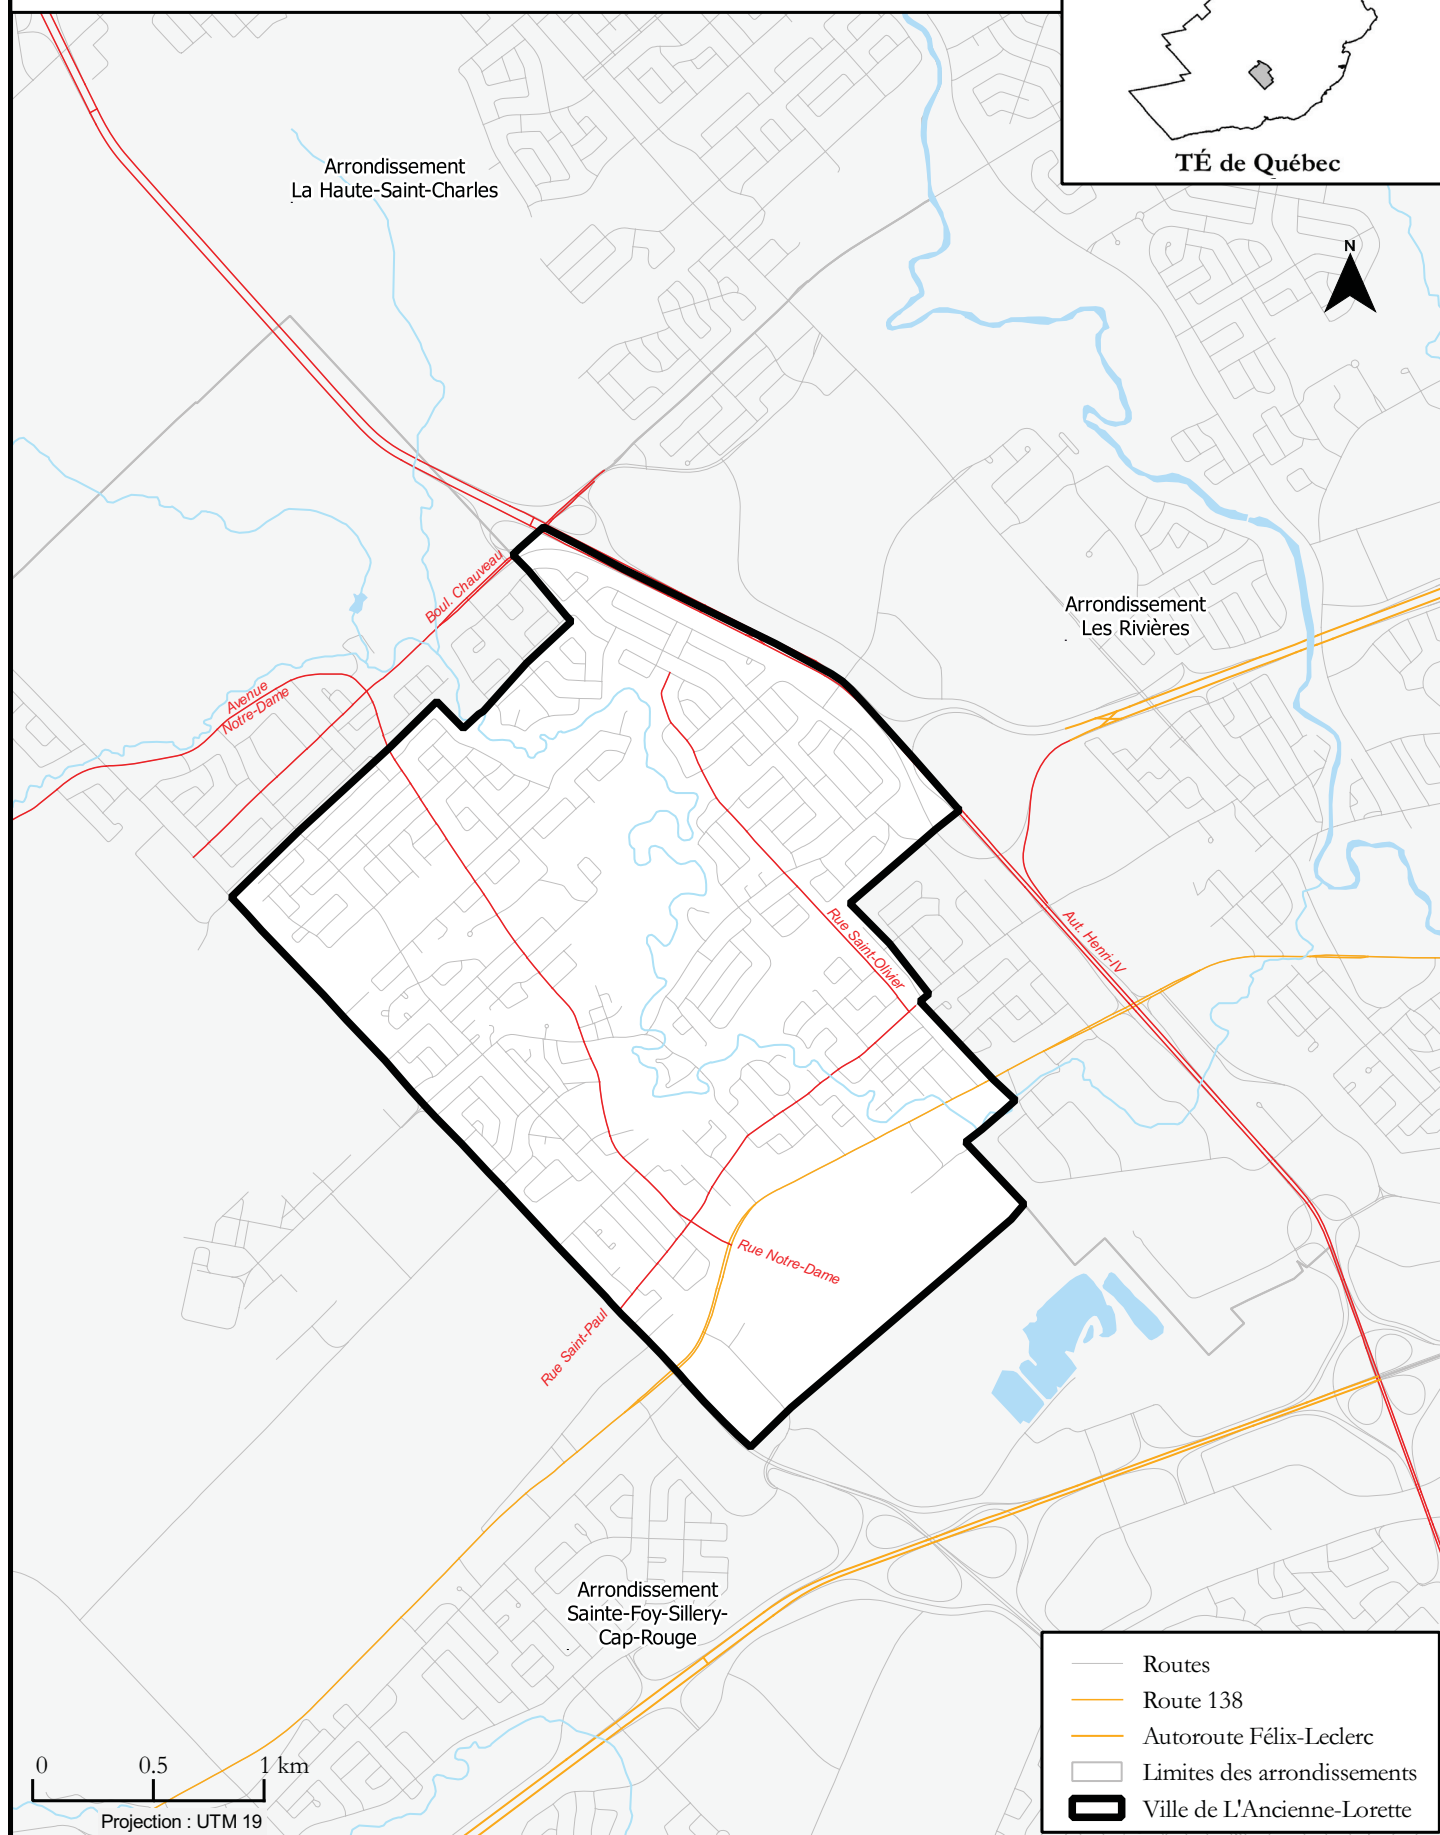 TÉ de Québec
Arrondissement
La Haute-Saint-Charles
N
Boul. Chauveau
Arrondissement
Les Rivières
Avenue
Notre-Dame
Rue Saint-Olivier
Aut. Henri-IV
Rue Notre-Dame
Rue Saint-Paul
Arrondissement
Sainte-Foy-Sillery-
Cap-Rouge
Routes
Route 138
Autoroute Félix-Leclerc
Limites des arrondissements
Ville de L'Ancienne-Lorette
0 0.5 1 km
Projection : UTM 19